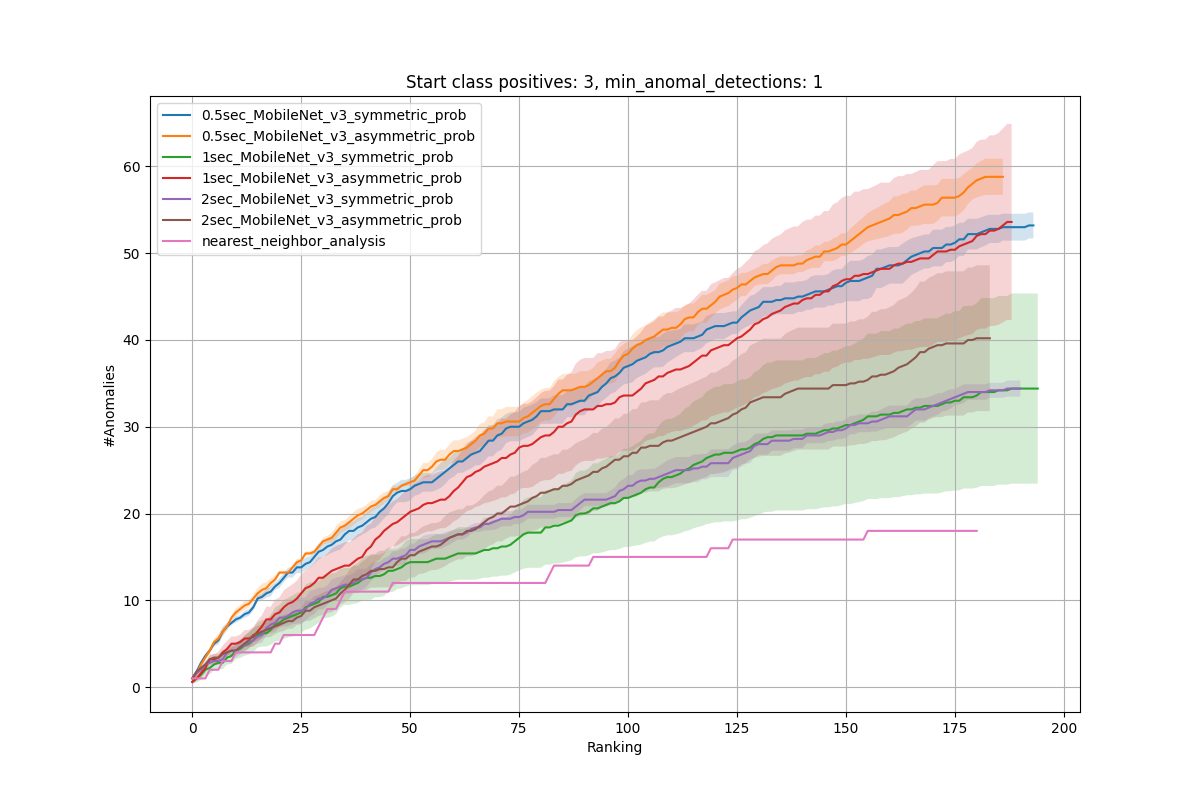 Start class positives: 3, min_anomal_detections: 1
0.5sec_MobileNet_v3_symmetric_prob
0.5sec_MobileNet_v3_asymmetric_prob
1sec_MobileNet_v3_symmetric_prob
1sec_MobileNet_v3_asymmetric_prob
2sec_MobileNet_v3_symmetric_prob
2sec_MobileNet_v3_asymmetric_prob
nearest_neighbor_analysis
60
50
40
30
20
10
0
#Anomalies
0 25 50 75 100 125 150 175 200
Ranking